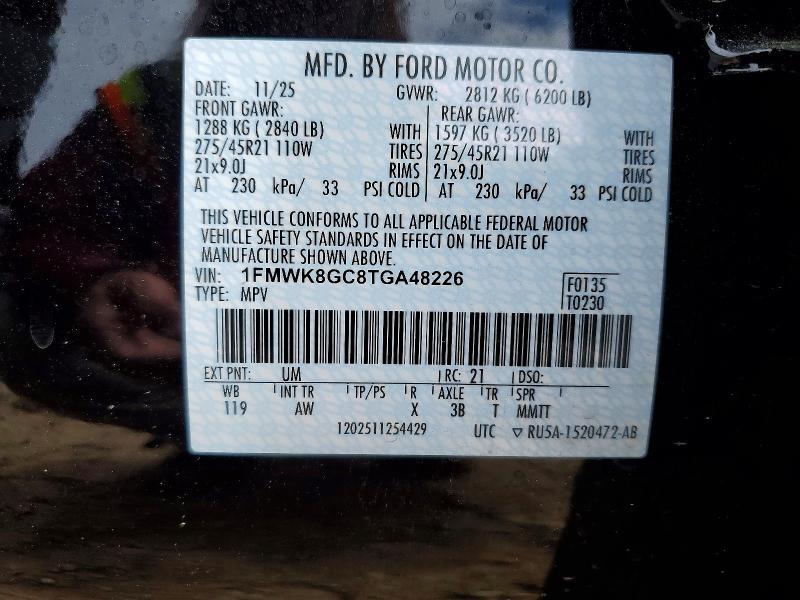 MFD. BY FORD MOTOR CO.
DATE: 11/25 GVWR: 2812 KG ( 6200 LB)
FRONT GAWR: REAR GAWR:
1288 KG ( 2840 LB) WITH 1597 KG ( 3520 LB) WITH
275/45R21 110W TIRES 275/45R21 110W TIRES
21x9.0J RIMS 21x9.0J RIMS
AT 230 kPa/ 33 PSI COLD AT 230 kPa/ 33 PSI COLD
THIS VEHICLE CONFORMS TO ALL APPLICABLE FEDERAL MOTOR
VEHICLE SAFETY STANDARDS IN EFFECT ON THE DATE OF
MANUFACTURE SHOWN ABOVE.
VIN: 1FMWK8GC8TGA48226 F0135
TYPE: MPV T0230
EXT PNT: UM RC: 21 DSO:
WB INT TR TP/PS R AXLE TR SPR
119 AW X 3B T MMTT
1202511254429 UTC ▽ RU5A-1520472-AB